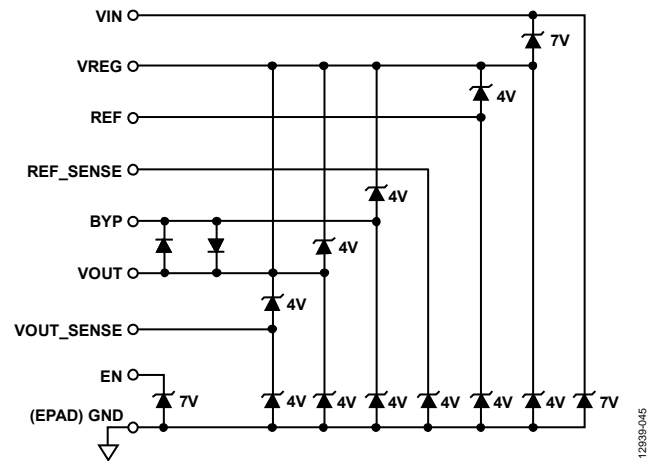 VIN
7V
VREG
4V
REF
REF_SENSE
4V
BYP
4V
VOUT
4V
VOUT_SENSE
EN
7V
4V
4V
4V
4V
4V
4V
7V
(EPAD) GND
12939-045